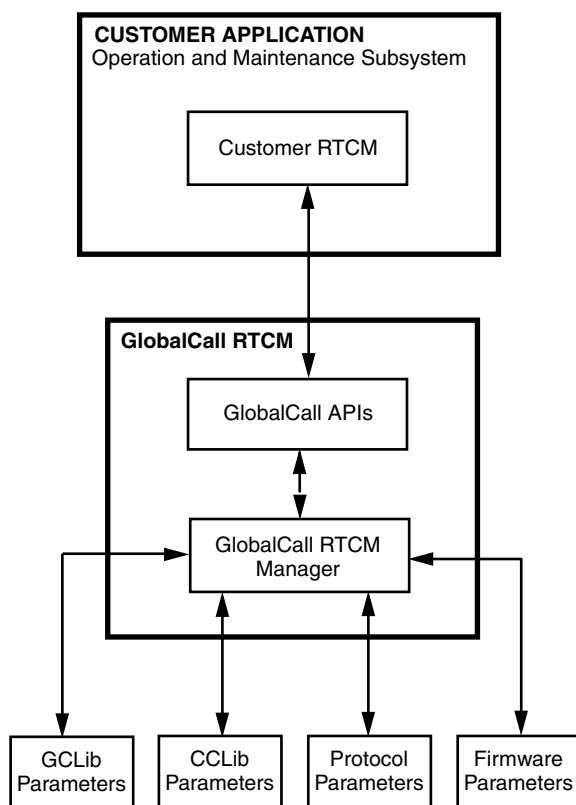 CUSTOMER APPLICATION
Operation and Maintenance Subsystem
Customer RTCM
GlobalCall RTCM
GlobalCall APIs
GlobalCall RTCM
Manager
GCLib
Parameters
CCLib
Parameters
Protocol
Parameters
Firmware
Parameters